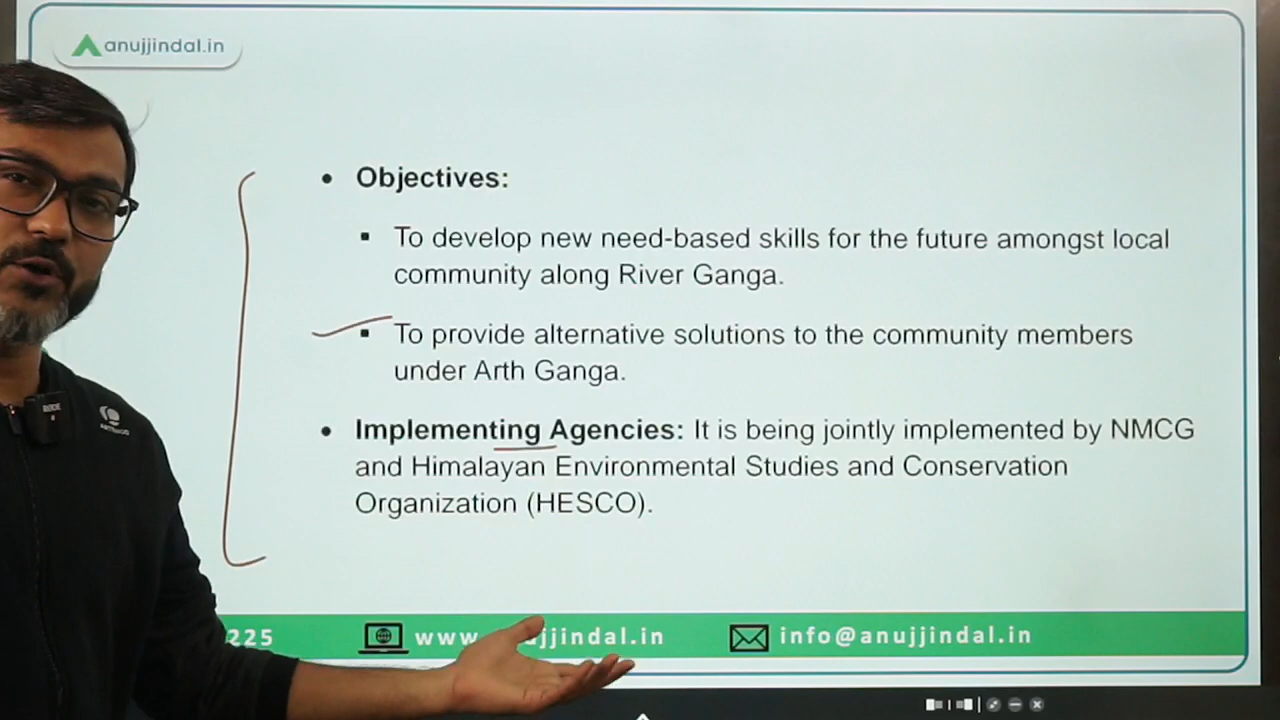 anujjindal.in
• Objectives:
▪ To develop new need-based skills for the future amongst local
community along River Ganga.
▪ To provide alternative solutions to the community members
under Arth Ganga.
• Implementing Agencies: It is being jointly implemented by NMCG
and Himalayan Environmental Studies and Conservation
Organization (HESCO).
225
www. jjindal.in
info@anujjindal.in